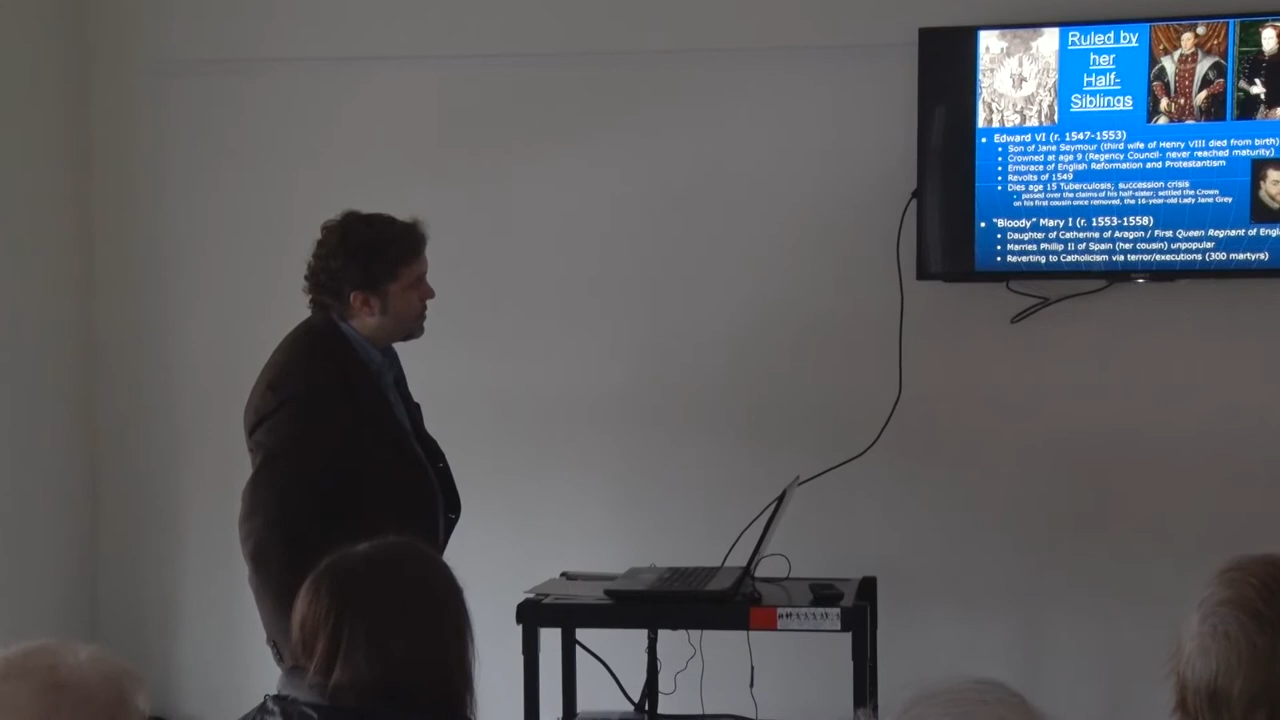 Ruled by
her
Half-
Siblings
Edward VI (r. 1547-1553)
Son of Jane Seymour (third wife of Henry VIII died from birth)
Crowned at age 9 (Regency Council- never reached maturity)
Embrace of English Reformation and Protestantism
Revolts of 1549
Dies age 15 Tuberculosis; succession crisis
passed over the claims of his half-sister; settled the Crown
on his first cousin once removed, the 16-year-old Lady Jane Grey
"Bloody" Mary I (r. 1553-1558)
Daughter of Catherine of Aragon / First Queen Regnant of Engla
Marries Phillip II of Spain (her cousin) unpopular
Reverting to Catholicism via terror/executions (300 martyrs)
SONY